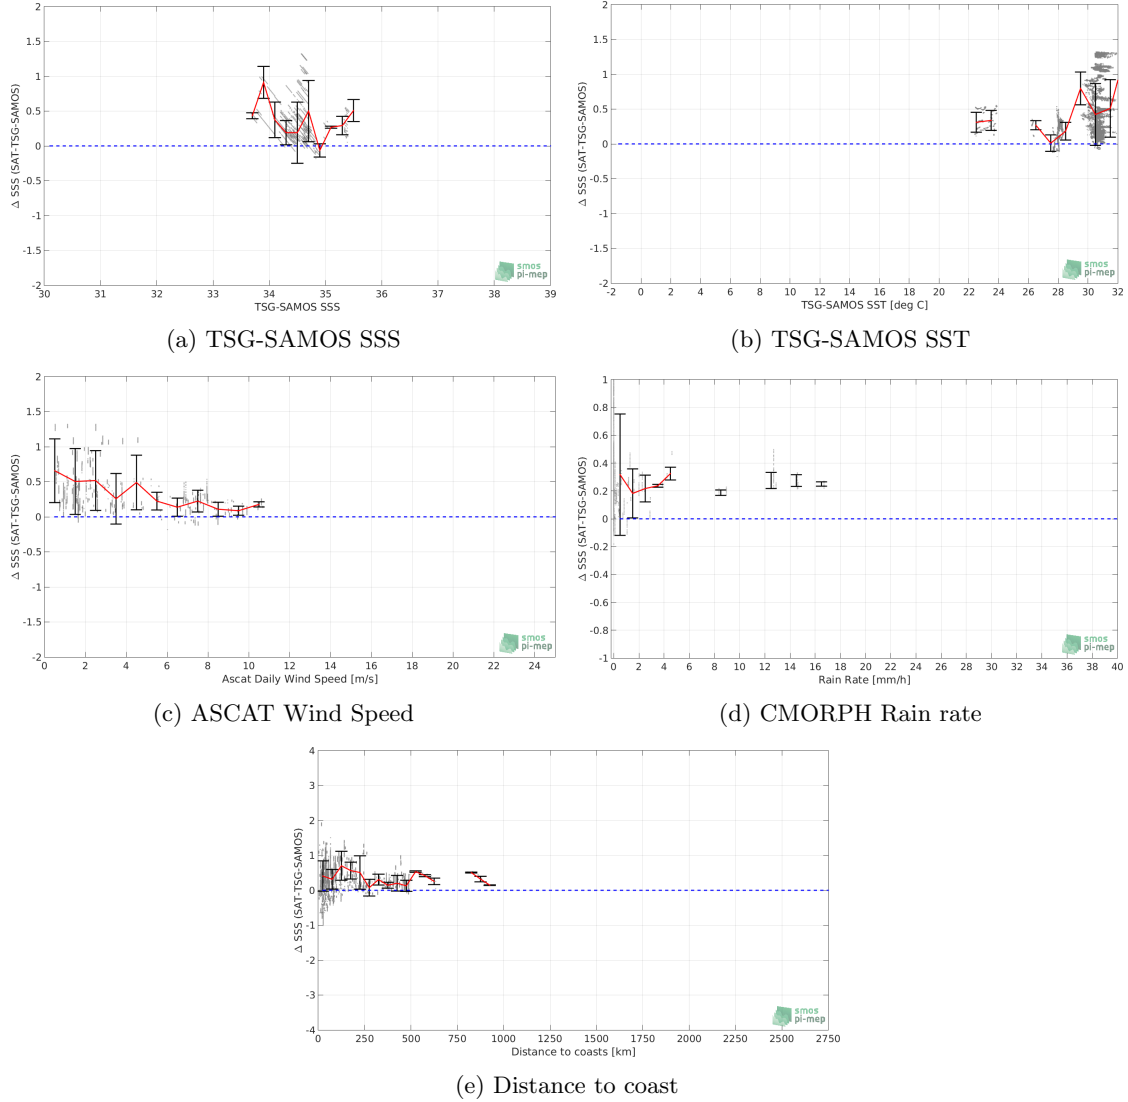 2
1.5
1
0.5
0
-0.5
-1
-1.5
-2
Δ SSS (SAT-TSG-SAMOS)
30 31 32 33 34 35 36 37 38 39
TSG-SAMOS SSS
smos
pi-mep
(a) TSG-SAMOS SSS
2
1.5
1
0.5
0
-0.5
-1
-1.5
-2
Δ SSS (SAT-TSG-SAMOS)
-2 0 2 4 6 8 10 12 14 16 18 20 22 24 26 28 30 32
TSG-SAMOS SST [deg C]
smos
pi-mep
(b) TSG-SAMOS SST
2
1.5
1
0.5
0
-0.5
-1
-1.5
-2
Δ SSS (SAT-TSG-SAMOS)
0 2 4 6 8 10 12 14 16 18 20 22 24
Ascat Daily Wind Speed [m/s]
smos
pi-mep
(c) ASCAT Wind Speed
1
0.8
0.6
0.4
0.2
0
-0.2
-0.4
-0.6
-0.8
-1
Δ SSS (SAT-TSG-SAMOS)
0 2 4 6 8 10 12 14 16 18 20 22 24 26 28 30 32 34 36 38 40
Rain Rate [mm/h]
smos
pi-mep
(d) CMORPH Rain rate
4
3
2
1
0
-1
-2
-3
-4
Δ SSS (SAT-TSG-SAMOS)
0 250 500 750 1000 1250 1500 1750 2000 2250 2500 2750
Distance to coasts [km]
smos
pi-mep
(e) Distance to coast